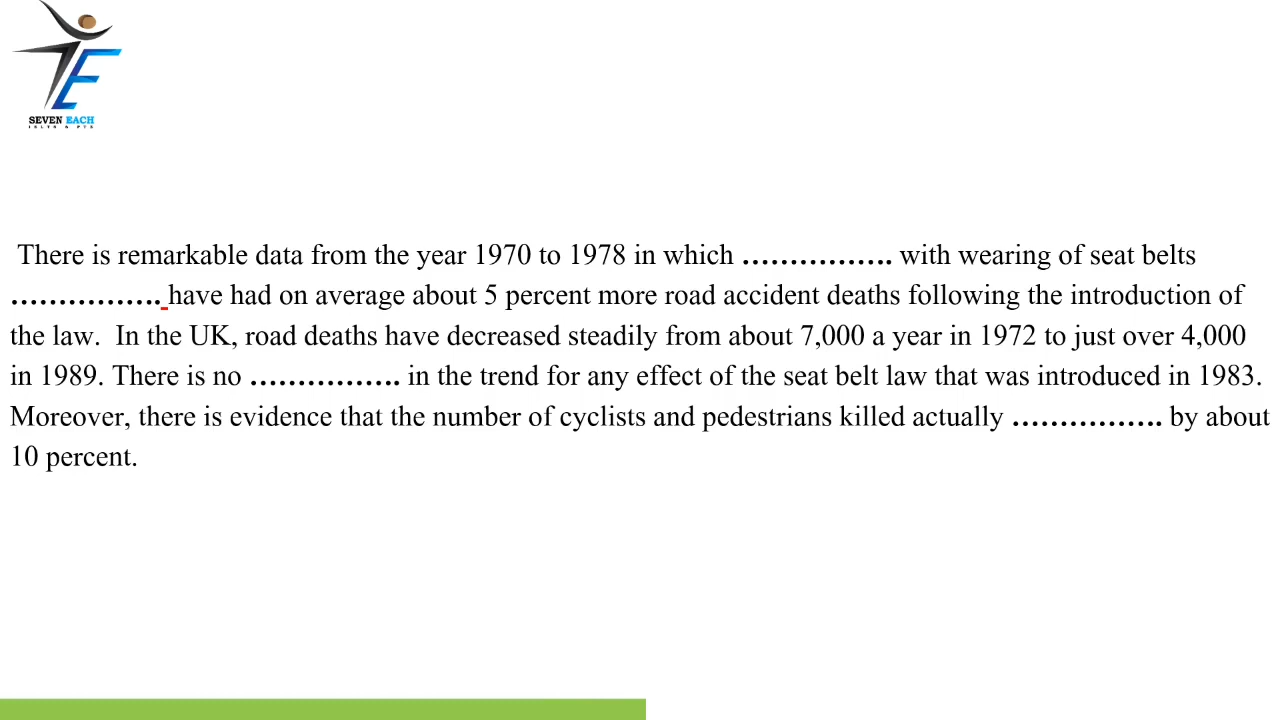 SEVEN EACH
IELTS & PTE
There is remarkable data from the year 1970 to 1978 in which ……………. with wearing of seat belts
……………. have had on average about 5 percent more road accident deaths following the introduction of
the law. In the UK, road deaths have decreased steadily from about 7,000 a year in 1972 to just over 4,000
in 1989. There is no ……………. in the trend for any effect of the seat belt law that was introduced in 1983.
Moreover, there is evidence that the number of cyclists and pedestrians killed actually ……………. by about
10 percent.